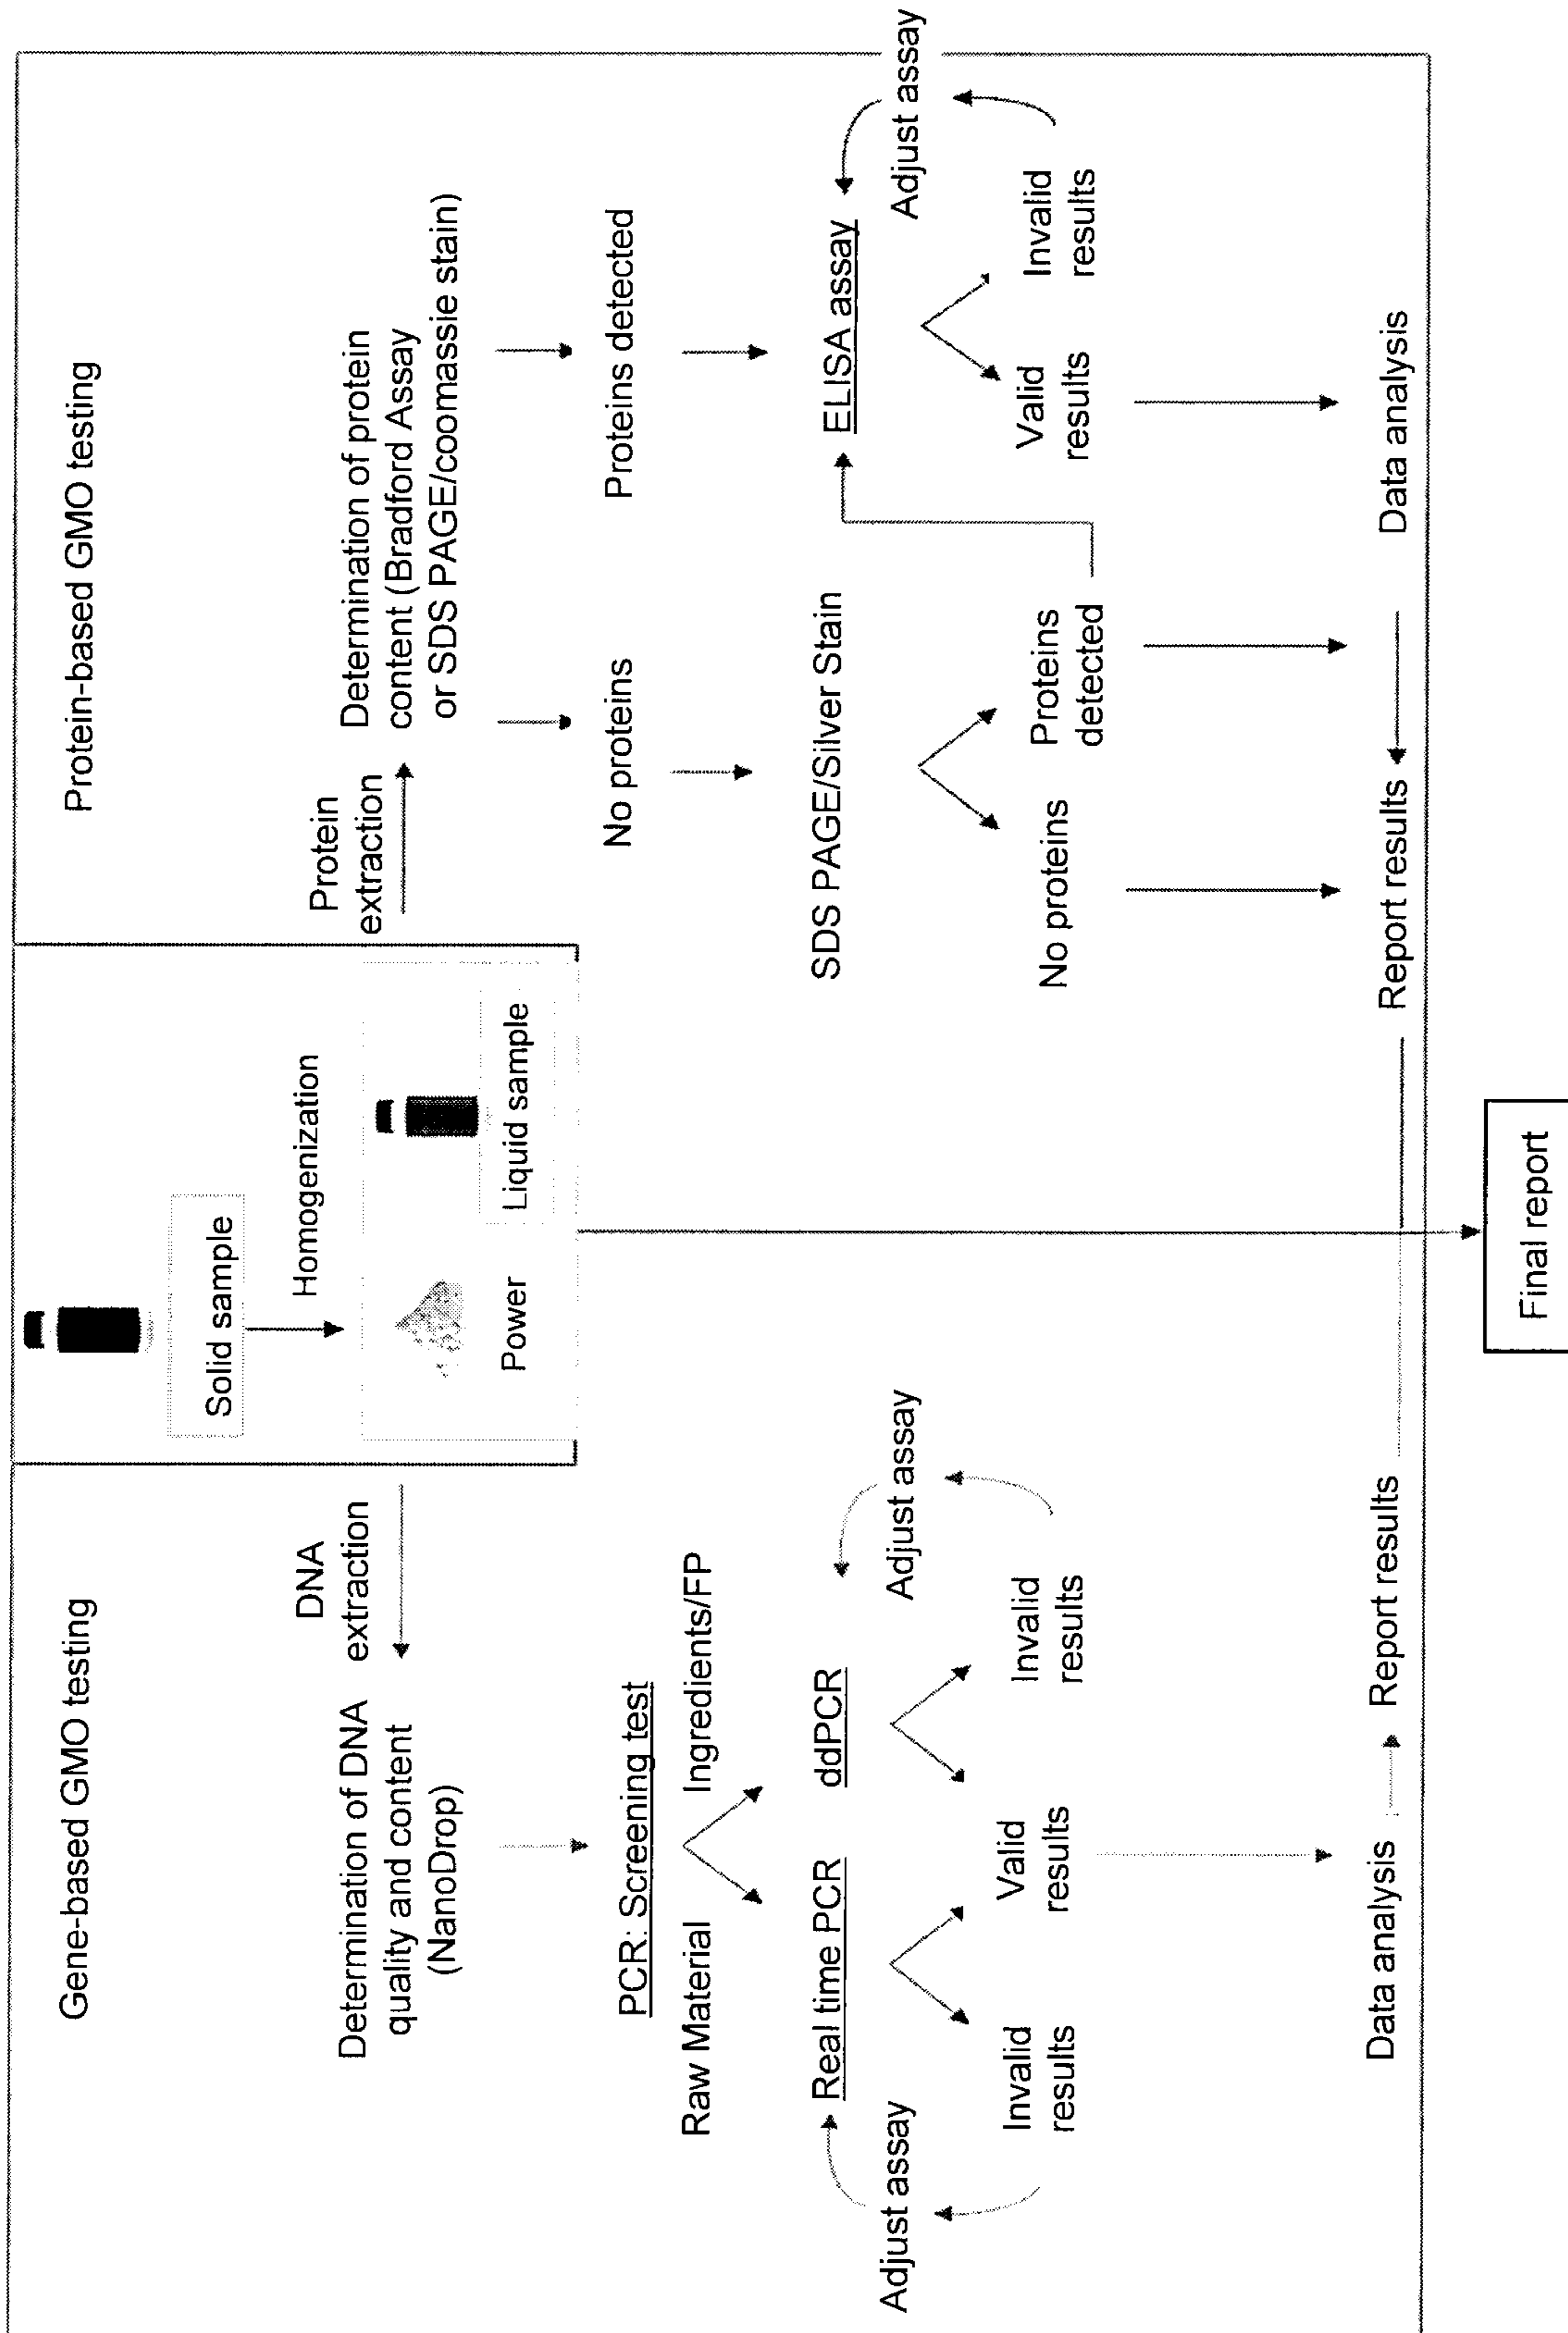 Gene-based GMO testing
Protein-based GMO testing
Solid sample
Homogenization
Power
Liquid sample
DNA
extraction
Determination of DNA
quality and content
(NanoDrop)
PCR: Screening test
Raw Material
Ingredients/FP
Real time PCR
ddPCR
Adjust assay
Adjust assay
Invalid
results
Valid
results
Invalid
results
Data analysis
Report results
Protein
extraction
Determination of protein
content (Bradford Assay
or SDS PAGE/coomassie stain)
No proteins
Proteins detected
SDS PAGE/Silver Stain
ELISA assay
Adjust assay
No proteins
Proteins
detected
Valid
results
Invalid
results
Report results
Data analysis
Final report